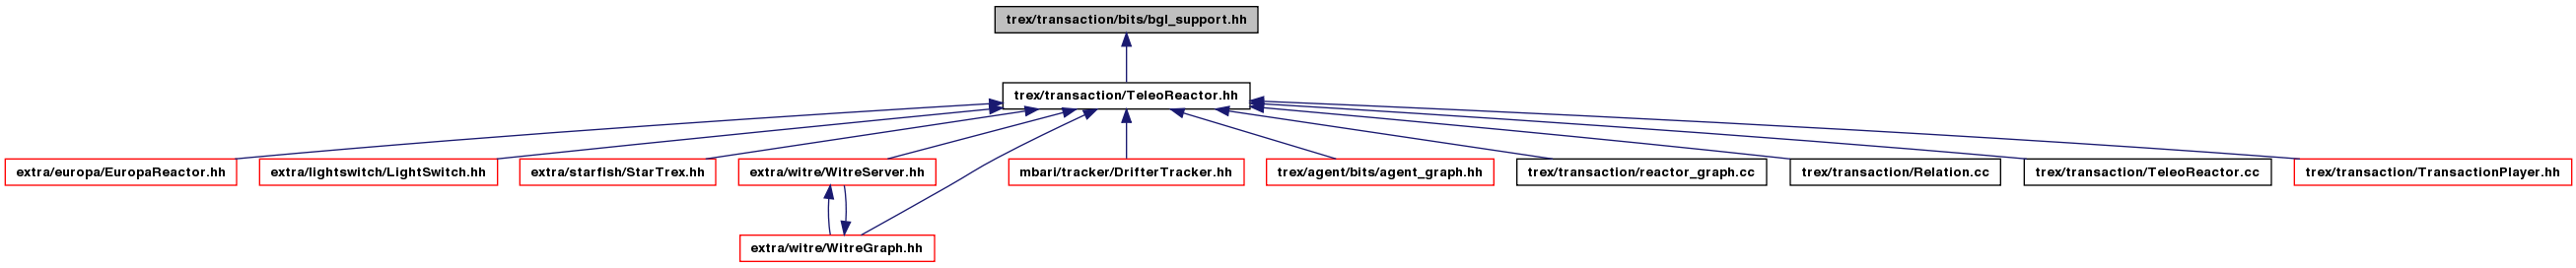 trex/transaction/bits/bgl_support.hh
trex/transaction/TeleoReactor.hh
extra/europa/EuropaReactor.hh
extra/lightswitch/LightSwitch.hh
extra/starfish/StarTrex.hh
extra/witre/WitreServer.hh
mbari/tracker/DrifterTracker.hh
trex/agent/bits/agent_graph.hh
trex/transaction/reactor_graph.cc
trex/transaction/Relation.cc
trex/transaction/TeleoReactor.cc
trex/transaction/TransactionPlayer.hh
extra/witre/WitreGraph.hh